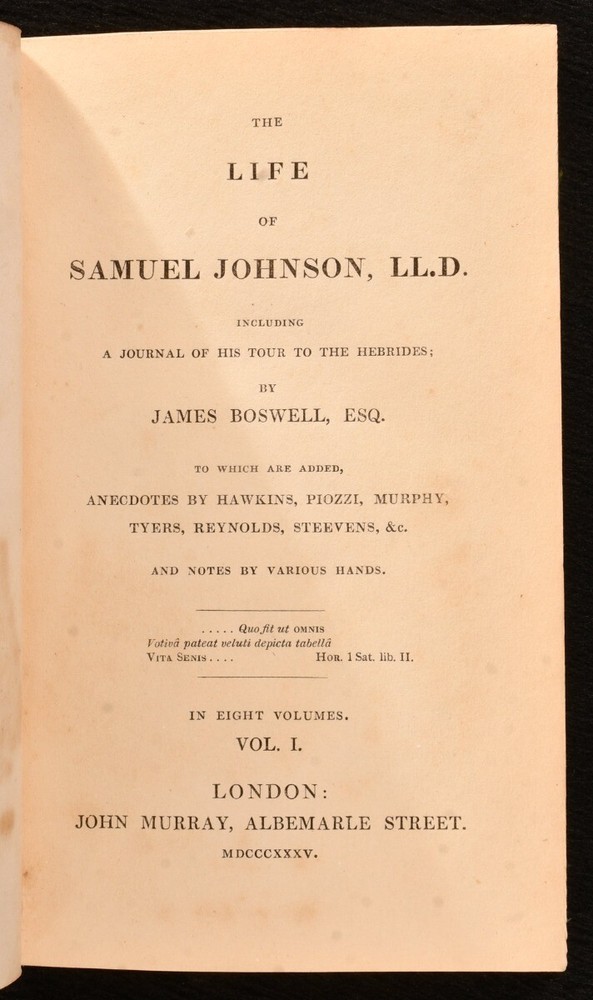 THE
LIFE
OF
SAMUEL JOHNSON, LL.D.
INCLUDING
A JOURNAL OF HIS TOUR TO THE HEBRIDES;
BY
JAMES BOSWELL, ESQ.
TO WHICH ARE ADDED,
ANECDOTES BY HAWKINS, PIOZZI, MURPHY,
TYERS, REYNOLDS, STEEVENS, &c.
AND NOTES BY VARIOUS HANDS.
..... Quo fit ut OMNIS
Votivâ pateat veluti depicta tabellâ
VITA SENIS.... HOR. 1 Sat. lib. II.
IN EIGHT VOLUMES.
VOL. I.
LONDON:
JOHN MURRAY, ALBEMARLE STREET.
MDCCCXXXV.